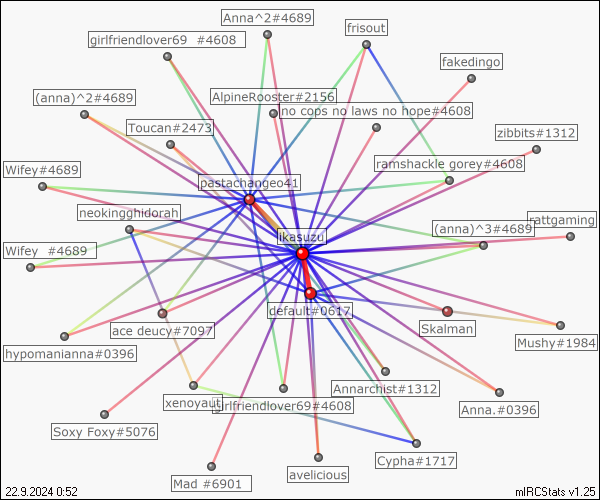 Anna^2#4689
girlfriendlover69 #4608
frisout
fakedingo
(anna)^2#4689
AlpineRooster#2156
no cops no laws no hope#4608
Toucan#2473
zibbits#1312
Wifey#4689
ramshackle gorey#4608
pastachangeo41
neokingghidorah
rattgaming
(anna)^3#4689
ikasuzu
Wifey #4689
default#0617
ace deucy#7097
Skalman
Mushy#1984
hypomanianna#0396
Annarchist#1312
xenoyaut
girlfriendlover69#4608
Anna.#0396
Soxy Foxy#5076
Cypha#1717
avelicious
Mad #6901
22.9.2024 0:52
mIRCStats v1.25